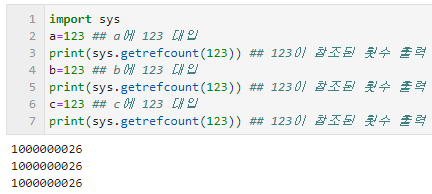 1 import sys
2 a=123 ## a에 123 대입
3 print(sys.getrefcount(123)) ## 123이 참조된 횟수 출력
4 b=123 ## b에 123 대입
5 print(sys.getrefcount(123)) ## 123이 참조된 횟수 출력
6 c=123 ## c에 123 대입
7 print(sys.getrefcount(123)) ## 123이 참조된 횟수 출력
1000000026
1000000026
1000000026